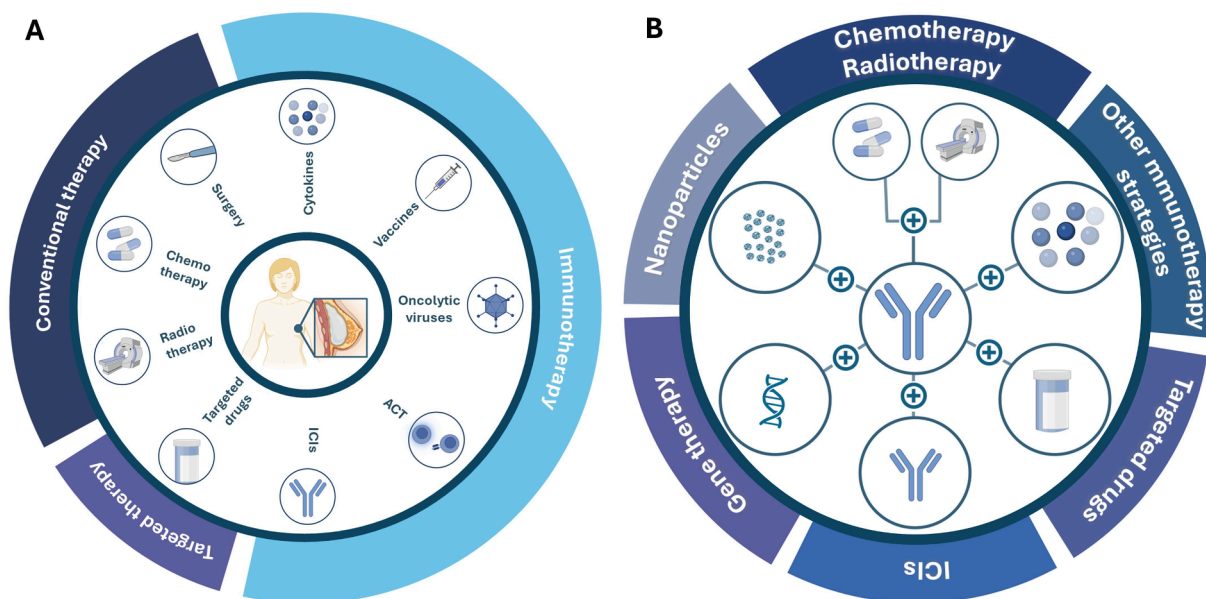 A
Conventional therapy
Immunotherapy
Targeted therapy
Cytokines
Vaccines
Oncolytic
viruses
ACT
ICIs
Targeted
drugs
Radio
therapy
Chemo
therapy
Surgery
B
Chemotherapy
Radiotherapy
Other mmunotherapy
strategies
Targeted drugs
ICIs
Gene therapy
Nanoparticles